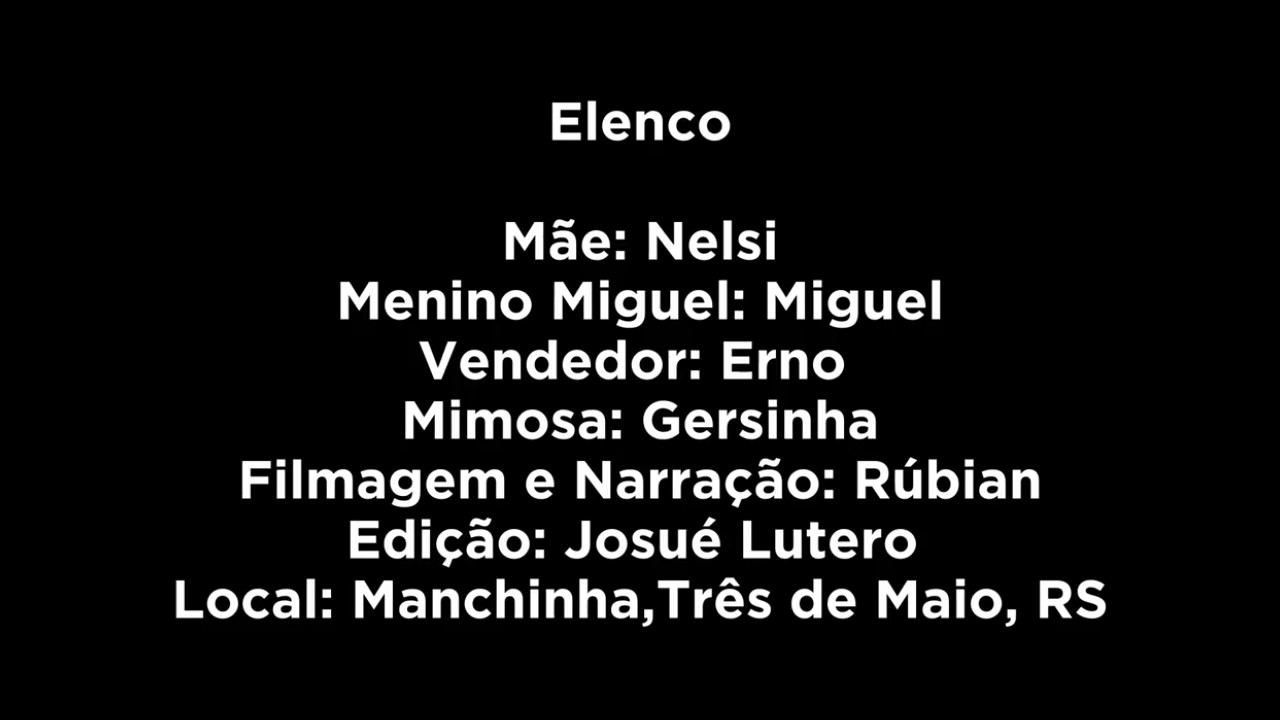 Elenco
Mãe: Nelsi
Menino Miguel: Miguel
Vendedor: Erno
Mimosa: Gersinha
Filmagem e Narração: Rúbian
Edição: Josué Lutero
Local: Manchinha,Três de Maio, RS